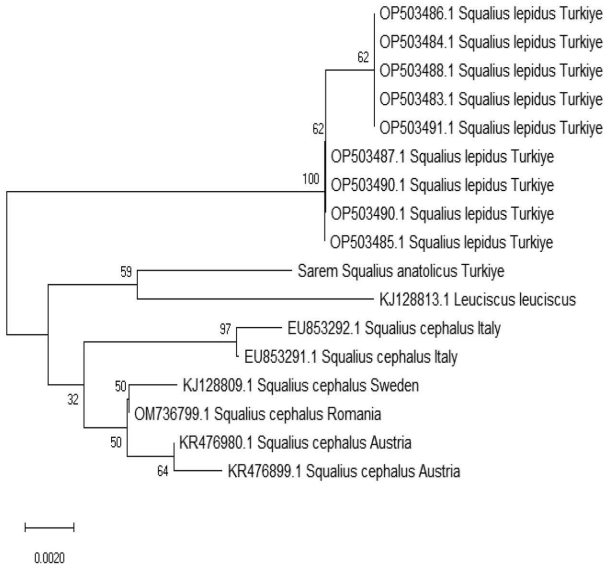 OP503486.1 Squalius lepidus Turkiye
62
OP503484.1 Squalius lepidus Turkiye
OP503488.1 Squalius lepidus Turkiye
OP503483.1 Squalius lepidus Turkiye
OP503491.1 Squalius lepidus Turkiye
62
OP503487.1 Squalius lepidus Turkiye
100
OP503490.1 Squalius lepidus Turkiye
OP503490.1 Squalius lepidus Turkiye
OP503485.1 Squalius lepidus Turkiye
59
Sarem Squalius anatolicus Turkiye
KJ128813.1 Leuciscus leuciscus
97
EU853292.1 Squalius cephalus Italy
EU853291.1 Squalius cephalus Italy
32
50
KJ128809.1 Squalius cephalus Sweden
OM736799.1 Squalius cephalus Romania
50
KR476980.1 Squalius cephalus Austria
64
KR476899.1 Squalius cephalus Austria
0.0020